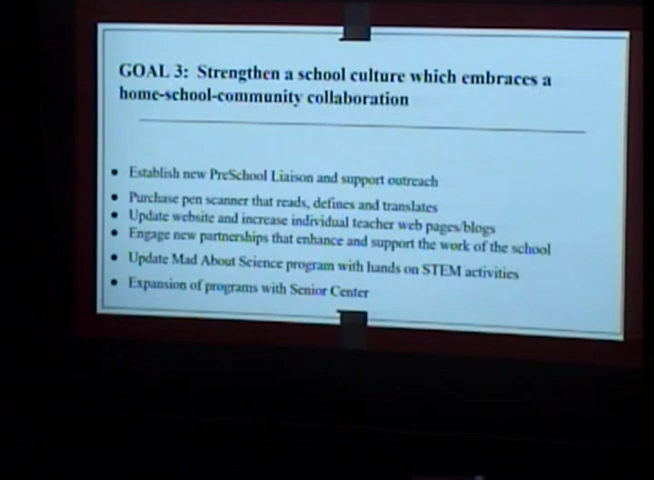 GOAL 3: Strengthen a school culture which embraces a
home-school-community collaboration
• Establish new PreSchool Liaison and support outreach
• Purchase pen scanner that reads, defines and translates
• Update website and increase individual teacher web pages/blogs
• Engage new partnerships that enhance and support the work of the school
• Update Mad About Science program with hands on STEM activities
• Expansion of programs with Senior Center